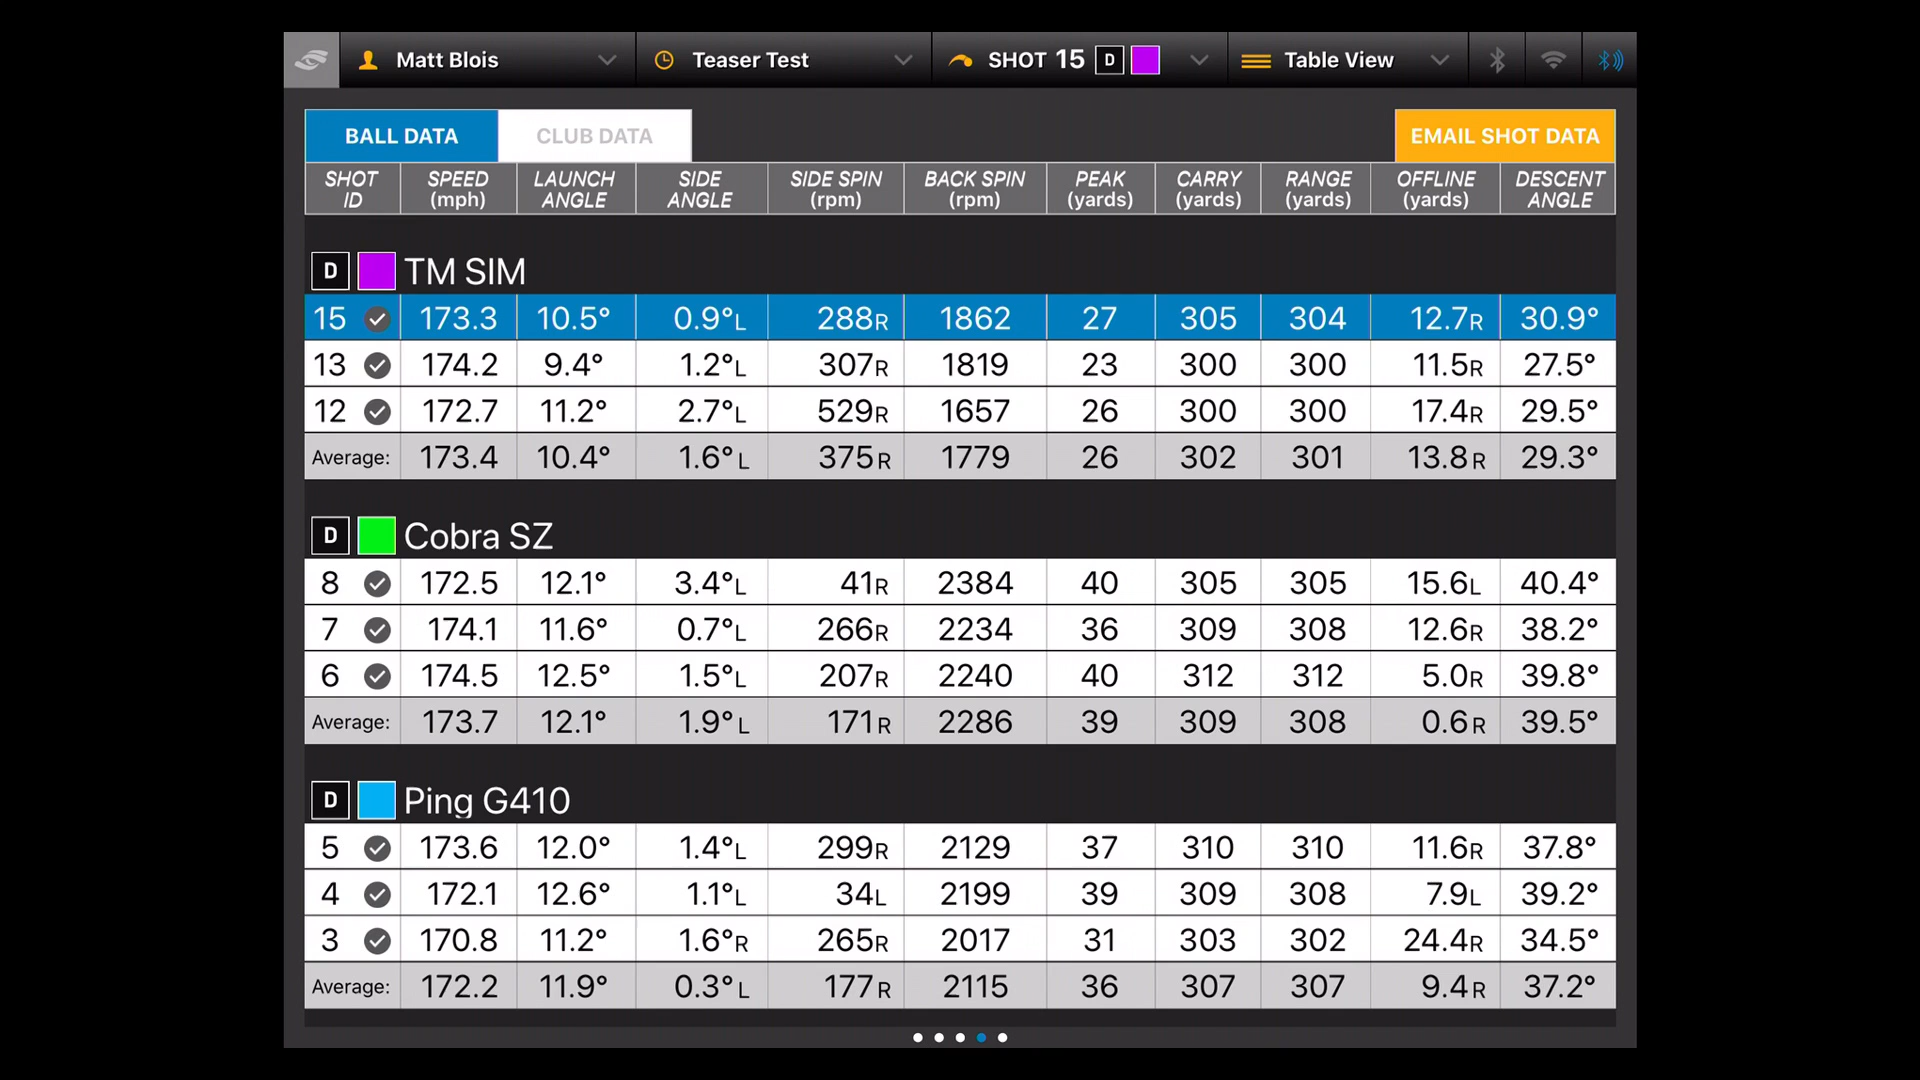 Matt Blois Teaser Test SHOT 15 D Table View
BALL DATA CLUB DATA EMAIL SHOT DATA
SHOT ID SPEED (mph) LAUNCH ANGLE SIDE ANGLE SIDE SPIN (rpm) BACK SPIN (rpm) PEAK (yards) CARRY (yards) RANGE (yards) OFFLINE (yards) DESCENT ANGLE
D TM SIM
15 173.3 10.5° 0.9°L 288R 1862 27 305 304 12.7R 30.9°
13 174.2 9.4° 1.2°L 307R 1819 23 300 300 11.5R 27.5°
12 172.7 11.2° 2.7°L 529R 1657 26 300 300 17.4R 29.5°
Average: 173.4 10.4° 1.6°L 375R 1779 26 302 301 13.8R 29.3°
D Cobra SZ
8 172.5 12.1° 3.4°L 41R 2384 40 305 305 15.6L 40.4°
7 174.1 11.6° 0.7°L 266R 2234 36 309 308 12.6R 38.2°
6 174.5 12.5° 1.5°L 207R 2240 40 312 312 5.0R 39.8°
Average: 173.7 12.1° 1.9°L 171R 2286 39 309 308 0.6R 39.5°
D Ping G410
5 173.6 12.0° 1.4°L 299R 2129 37 310 310 11.6R 37.8°
4 172.1 12.6° 1.1°L 34L 2199 39 309 308 7.9L 39.2°
3 170.8 11.2° 1.6°R 265R 2017 31 303 302 24.4R 34.5°
Average: 172.2 11.9° 0.3°L 177R 2115 36 307 307 9.4R 37.2°